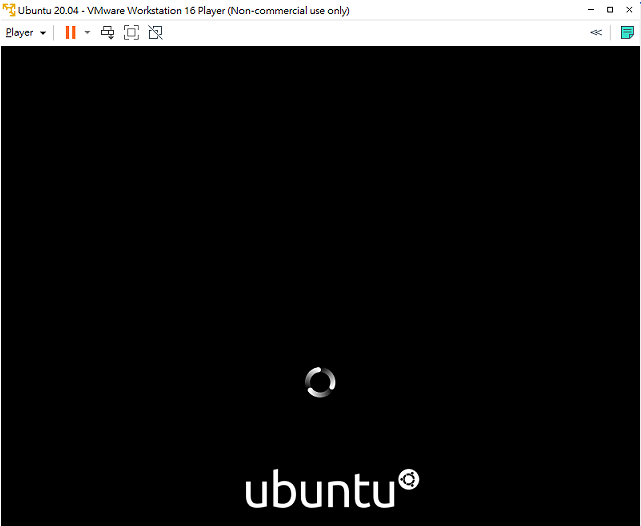 Ubuntu 20.04 - VMware Workstation 16 Player (Non-commercial use only)
Player
ubuntu